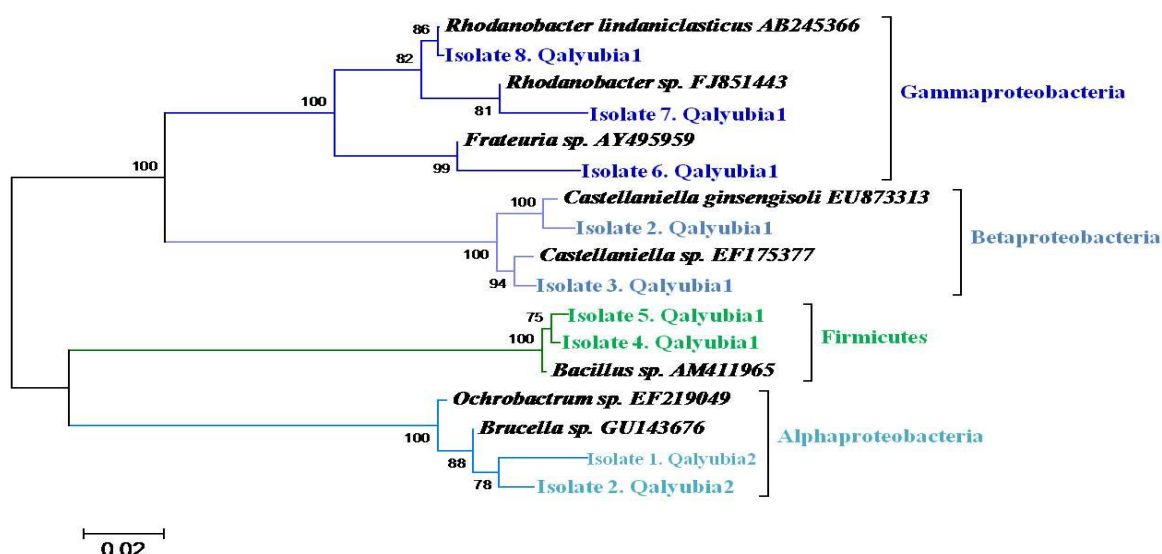 Rhodanobacter lindaniclasticus AB245366
86
Isolate 8. Qalyubia1
82
Rhodanobacter sp. FJ851443
Gammaproteobacteria
100
81
Isolate 7. Qalyubia1
Frateuria sp. AY495959
100
99
Isolate 6. Qalyubia1
Castellaniella ginsengisoli EU873313
100
Isolate 2. Qalyubia1
Betaproteobacteria
100
Castellaniella sp. EF175377
94
Isolate 3. Qalyubia1
75
Isolate 5. Qalyubia1
100
Isolate 4. Qalyubia1
Firmicutes
Bacillus sp. AM411965
Ochrobactrum sp. EF219049
100
Brucella sp. GU143676
Alphaproteobacteria
88
Isolate 1. Qalyubia2
78
Isolate 2. Qalyubia2
0.02